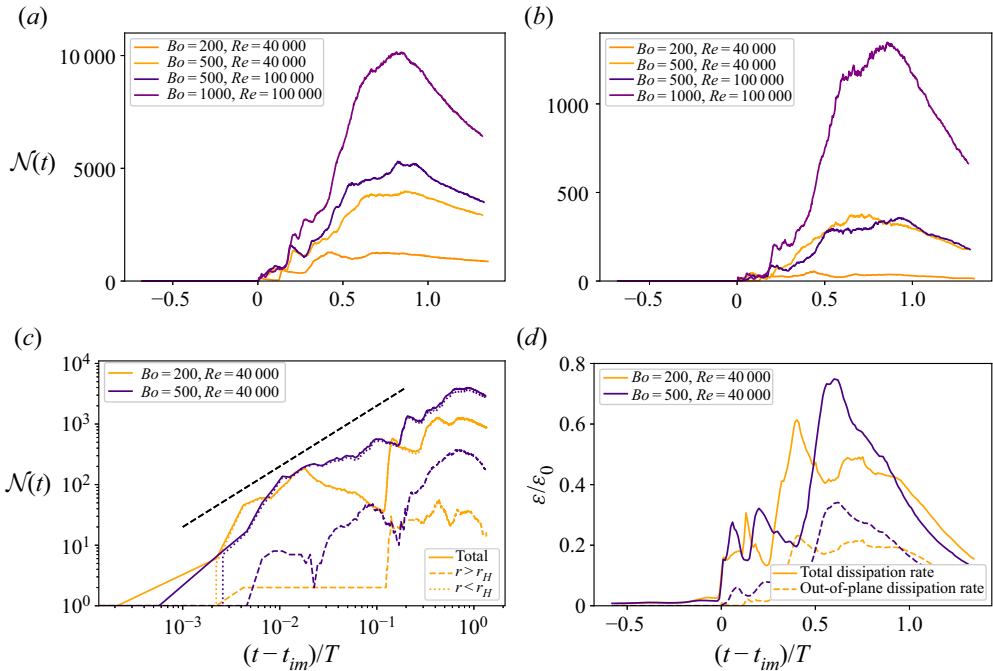 (a)
10 000
5000
0
𝒩(t)
Bo = 200, Re = 40 000
Bo = 500, Re = 40 000
Bo = 500, Re = 100 000
Bo = 1000, Re = 100 000
−0.5 0 0.5 1.0
(b)
1000
500
0
Bo = 200, Re = 40 000
Bo = 500, Re = 40 000
Bo = 500, Re = 100 000
Bo = 1000, Re = 100 000
−0.5 0 0.5 1.0
(c)
10⁴
10³
10²
10¹
10⁰
𝒩(t)
Bo = 200, Re = 40 000
Bo = 500, Re = 40 000
Total
r > r_H
r < r_H
10⁻³ 10⁻² 10⁻¹ 10⁰
(t − t_im)/T
(d)
0.8
0.6
0.4
0.2
0
ε/ε₀
Bo = 200, Re = 40 000
Bo = 500, Re = 40 000
Total dissipation rate
Out-of-plane dissipation rate
−0.5 0 0.5 1.0
(t − t_im)/T